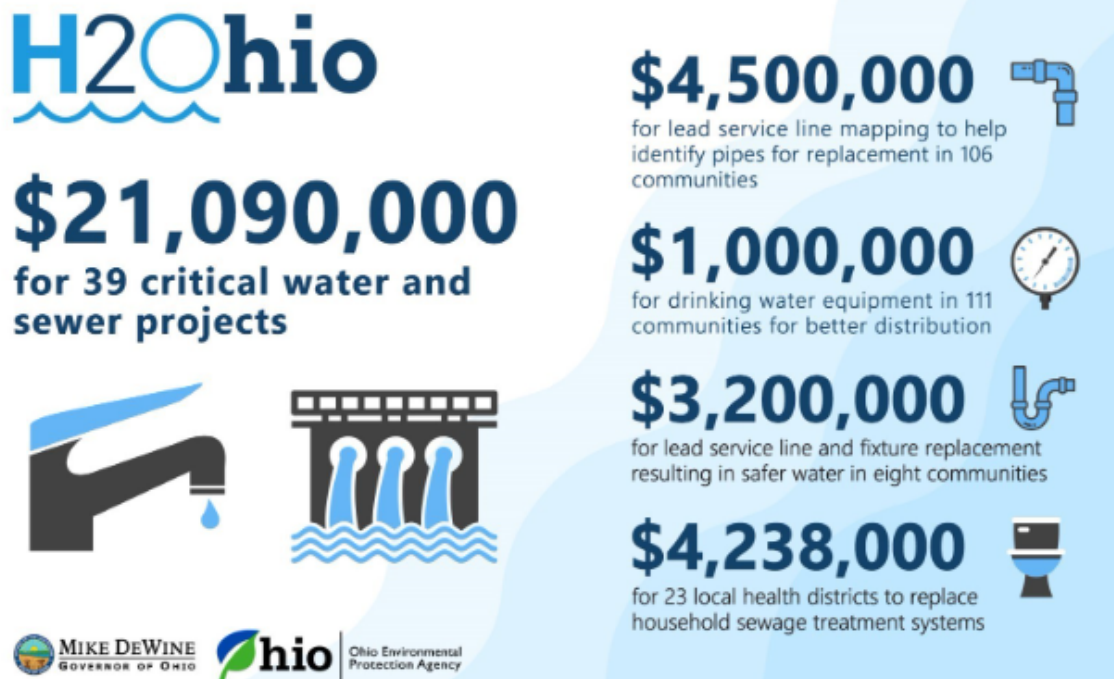 H2Ohio
$21,090,000
for 39 critical water and
sewer projects
$4,500,000
for lead service line mapping to help
identify pipes for replacement in 106
communities
$1,000,000
for drinking water equipment in 111
communities for better distribution
$3,200,000
for lead service line and fixture replacement
resulting in safer water in eight communities
$4,238,000
for 23 local health districts to replace
household sewage treatment systems
MIKE DEWINE
GOVERNOR OF OHIO
Ohio
Ohio Environmental
Protection Agency